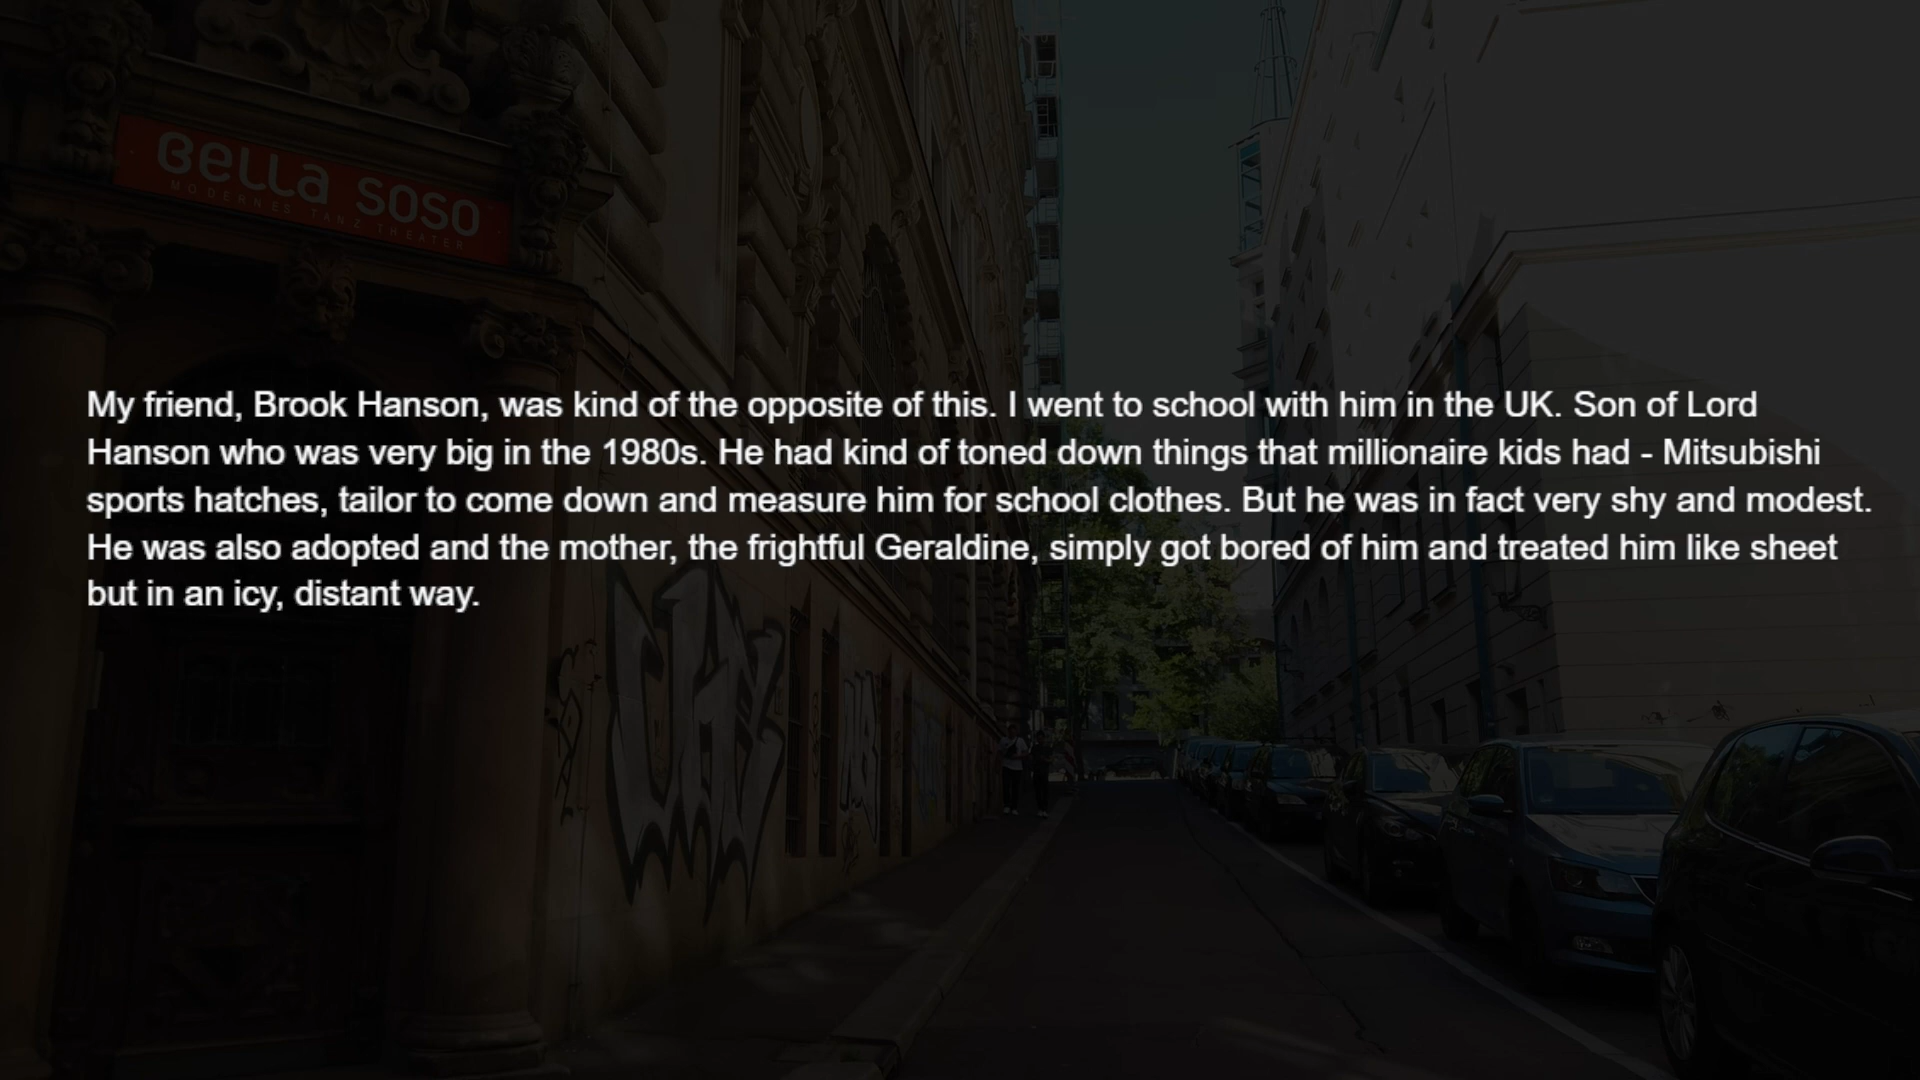 BELLA SOSO
MODERNES TANZ THEATER
My friend, Brook Hanson, was kind of the opposite of this. I went to school with him in the UK. Son of Lord
Hanson who was very big in the 1980s. He had kind of toned down things that millionaire kids had - Mitsubishi
sports hatches, tailor to come down and measure him for school clothes. But he was in fact very shy and modest.
He was also adopted and the mother, the frightful Geraldine, simply got bored of him and treated him like sheet
but in an icy, distant way.